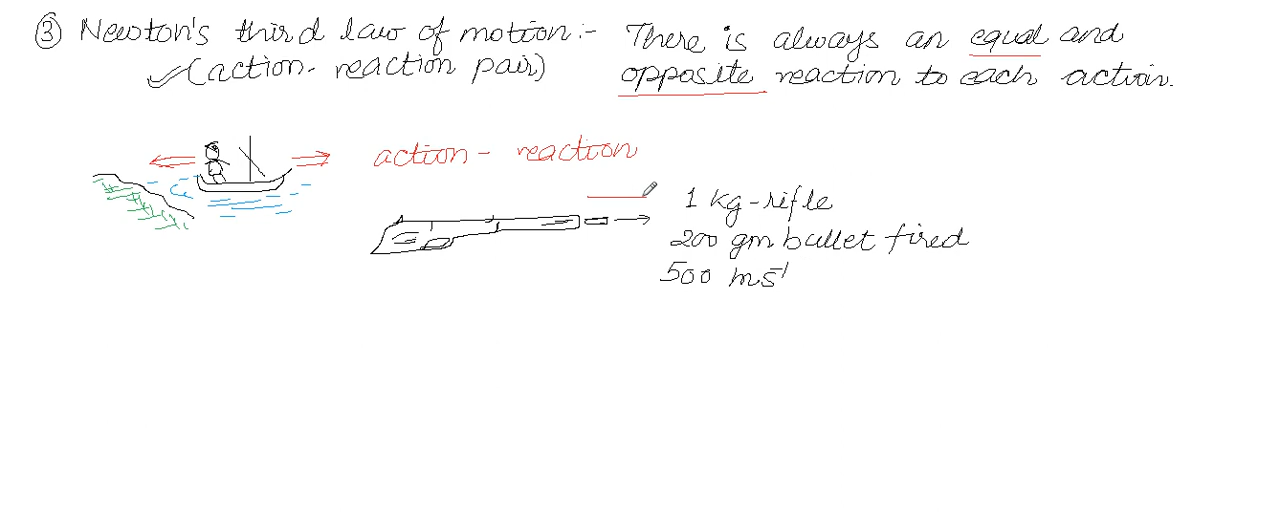 ③ Newton's third law of motion:- There is always an equal and
(action-reaction pair) opposite reaction to each action.
action - reaction
1 kg-rifle
200 gm bullet fired
500 ms⁻¹